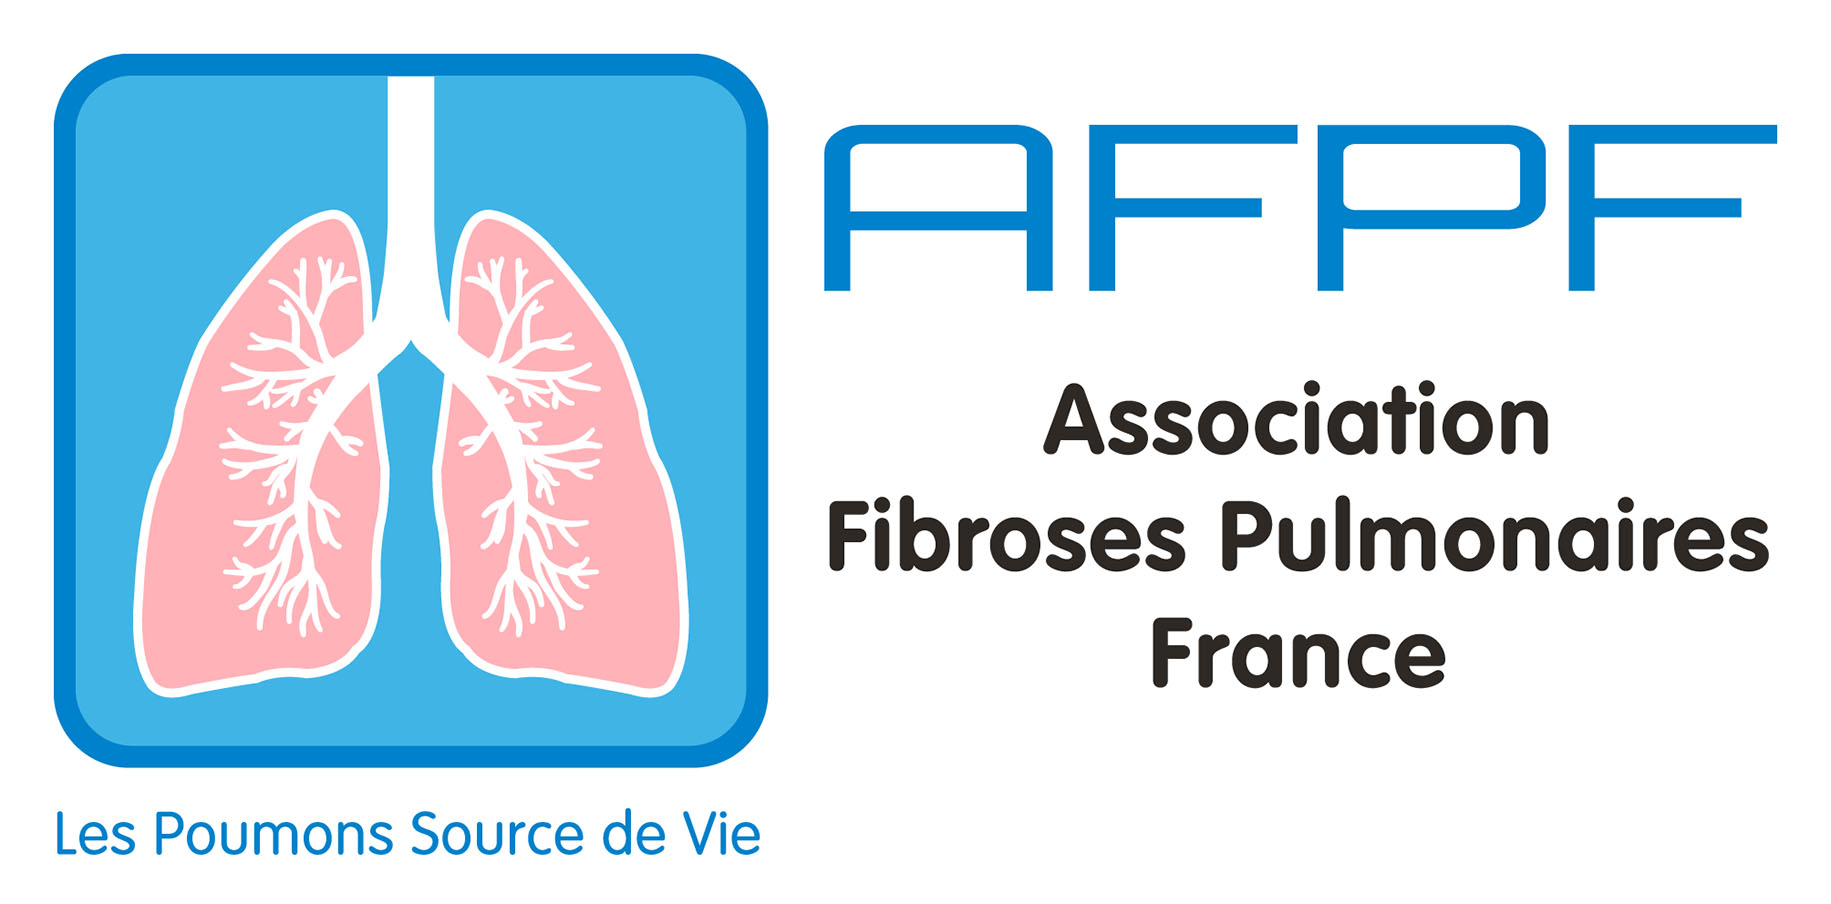 AFPF
Association
Fibroses Pulmonaires
France
Les Poumons Source de Vie